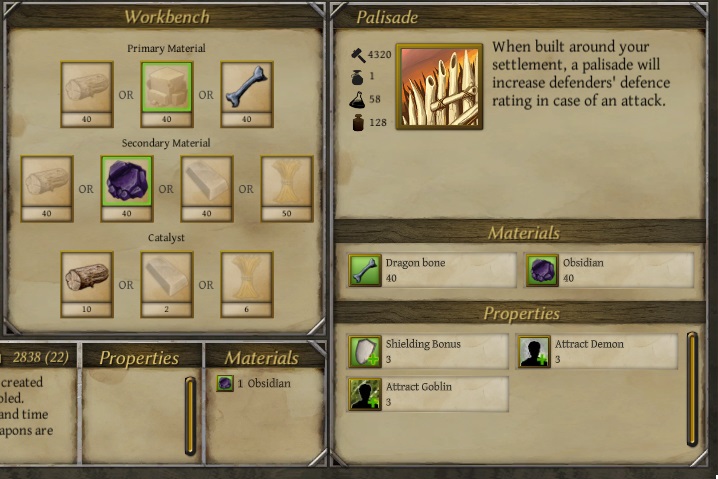 Workbench
Primary Material
OR OR
40 40 40
Secondary Material
OR OR OR
40 40 40 50
Catalyst
OR OR
10 2 6
2838 (22)
created
oled.
and time
apons are
Properties
Materials
1 Obsidian
Palisade
4320
1
58
128
When built around your
settlement, a palisade will
increase defenders' defence
rating in case of an attack.
Materials
Dragon bone
40
Obsidian
40
Properties
Shielding Bonus
3
Attract Demon
3
Attract Goblin
3